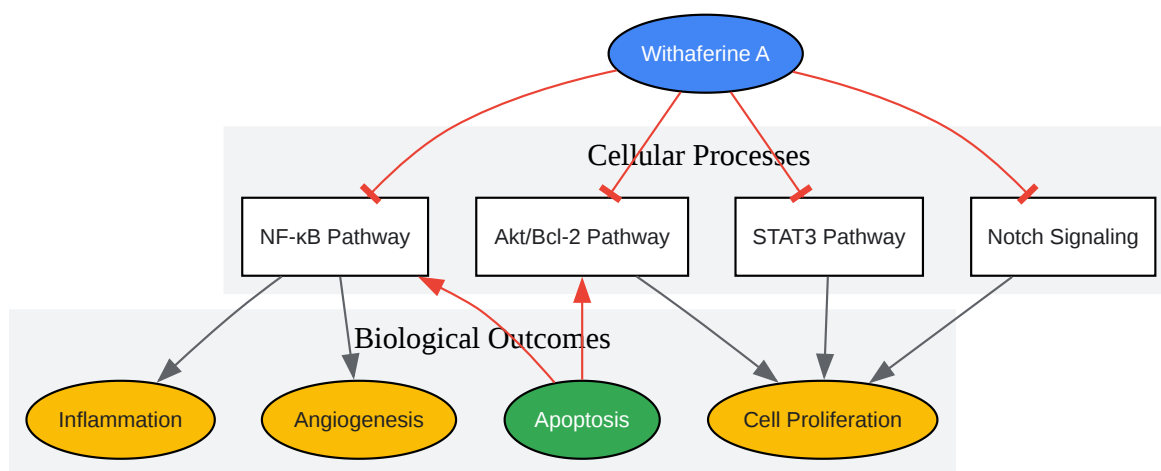 Withaferine A
Cellular Processes
NF-κB Pathway
Akt/Bcl-2 Pathway
STAT3 Pathway
Notch Signaling
Biological Outcomes
Inflammation
Angiogenesis
Apoptosis
Cell Proliferation